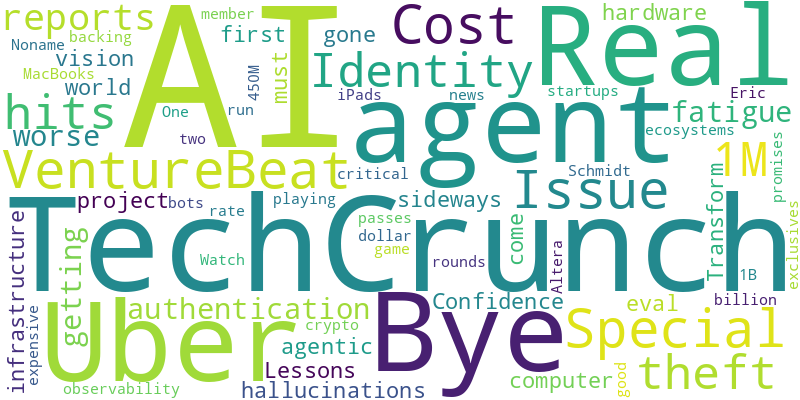 reports
member
backing
Noname
vision
MacBooks
world
hits
One
worse
two
AI
first
gone
450M
run
must
Cost
Identity
iPads
news
agent
critical
Real
hardware
startups
Eric
fatigue
ecosystems
1M
promises
VentureBeat
project
bots
rate
playing
sideways
Schmidt
Issue
passes
dollar
game
rounds
come
Altera
Transform
1B
billion
exclusives
TechCrunch
infrastructure
getting
Watch
expensive
Uber
authentication
crypto
agentic
Lessons
observability
hallucinations
Bye
Confidence
eval
Special
computer
good
theft